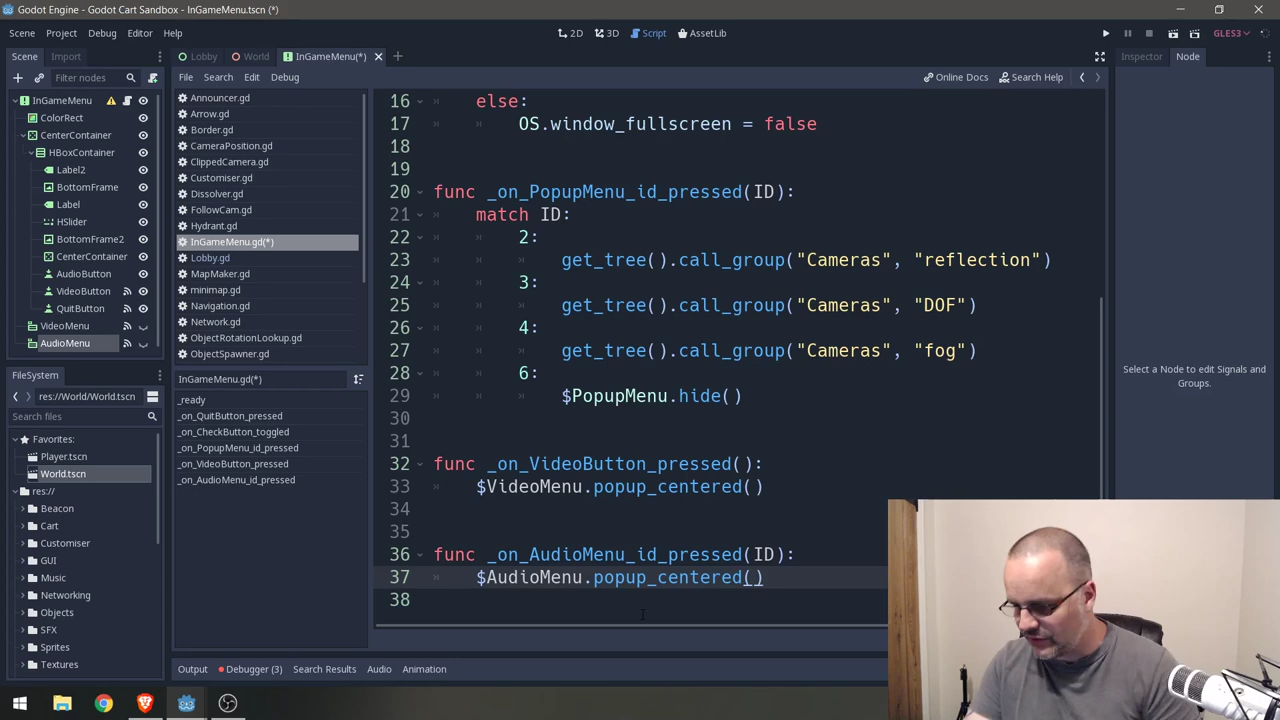 Godot Engine - Godot Cart Sandbox - InGameMenu.tscn (*)
Scene Project Debug Editor Help
2D 3D Script AssetLib
GLES3
Scene Import
Lobby World InGameMenu(*)
Inspector Node
Filter nodes
File Search Edit Debug
Online Docs Search Help
InGameMenu
ColorRect
CenterContainer
HBoxContainer
Label2
BottomFrame
Label
HSlider
BottomFrame2
CenterContainer
AudioButton
VideoButton
QuitButton
VideoMenu
AudioMenu
FileSystem
res://World/World.tscn
Search files
Favorites:
Player.tscn
World.tscn
res://
Beacon
Cart
Customiser
GUI
Music
Networking
Objects
SFX
Sprites
Textures
Announcer.gd
Arrow.gd
Border.gd
CameraPosition.gd
ClippedCamera.gd
Customiser.gd
Dissolver.gd
FollowCam.gd
Hydrant.gd
InGameMenu.gd(*)
Lobby.gd
MapMaker.gd
minimap.gd
Navigation.gd
Network.gd
ObjectRotationLookup.gd
ObjectSpawner.gd
InGameMenu.gd(*)
_ready
_on_QuitButton_pressed
_on_CheckButton_toggled
_on_PopupMenu_id_pressed
_on_VideoButton_pressed
_on_AudioMenu_id_pressed
16 else:
17 OS.window_fullscreen = false
18
19
20 func _on_PopupMenu_id_pressed(ID):
21 match ID:
22 2:
23 get_tree().call_group("Cameras", "reflection")
24 3:
25 get_tree().call_group("Cameras", "DOF")
26 4:
27 get_tree().call_group("Cameras", "fog")
28 6:
29 $PopupMenu.hide()
30
31
32 func _on_VideoButton_pressed():
33 $VideoMenu.popup_centered()
34
35
36 func _on_AudioMenu_id_pressed(ID):
37 $AudioMenu.popup_centered()
38
Select a Node to edit Signals and
Groups.
Output Debugger (3) Search Results Audio Animation